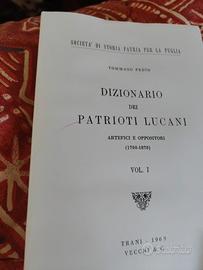 SOCIETA' DI STORIA PATRIA PER LA PUGLIA
TOMMASO PEDIO
DIZIONARIO
DEI
PATRIOTI LUCANI
ARTEFICI E OPPOSITORI
(1700-1870)
VOL. I
TRANI - 1969
VECCHI & C.